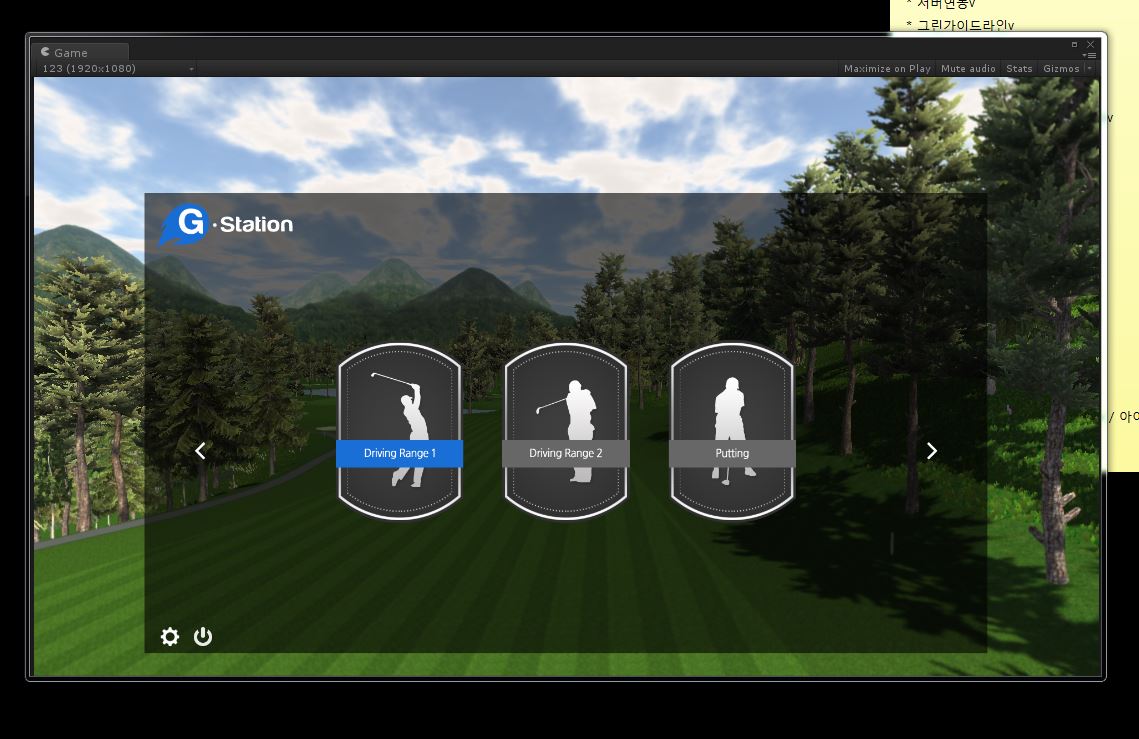 * 서버연동v
* 그린가이드라인v
Game
123 (1920x1080)
Maximize on Play
Mute audio
Stats
Gizmos
v
G·Station
/ 아이
Driving Range 1
Driving Range 2
Putting